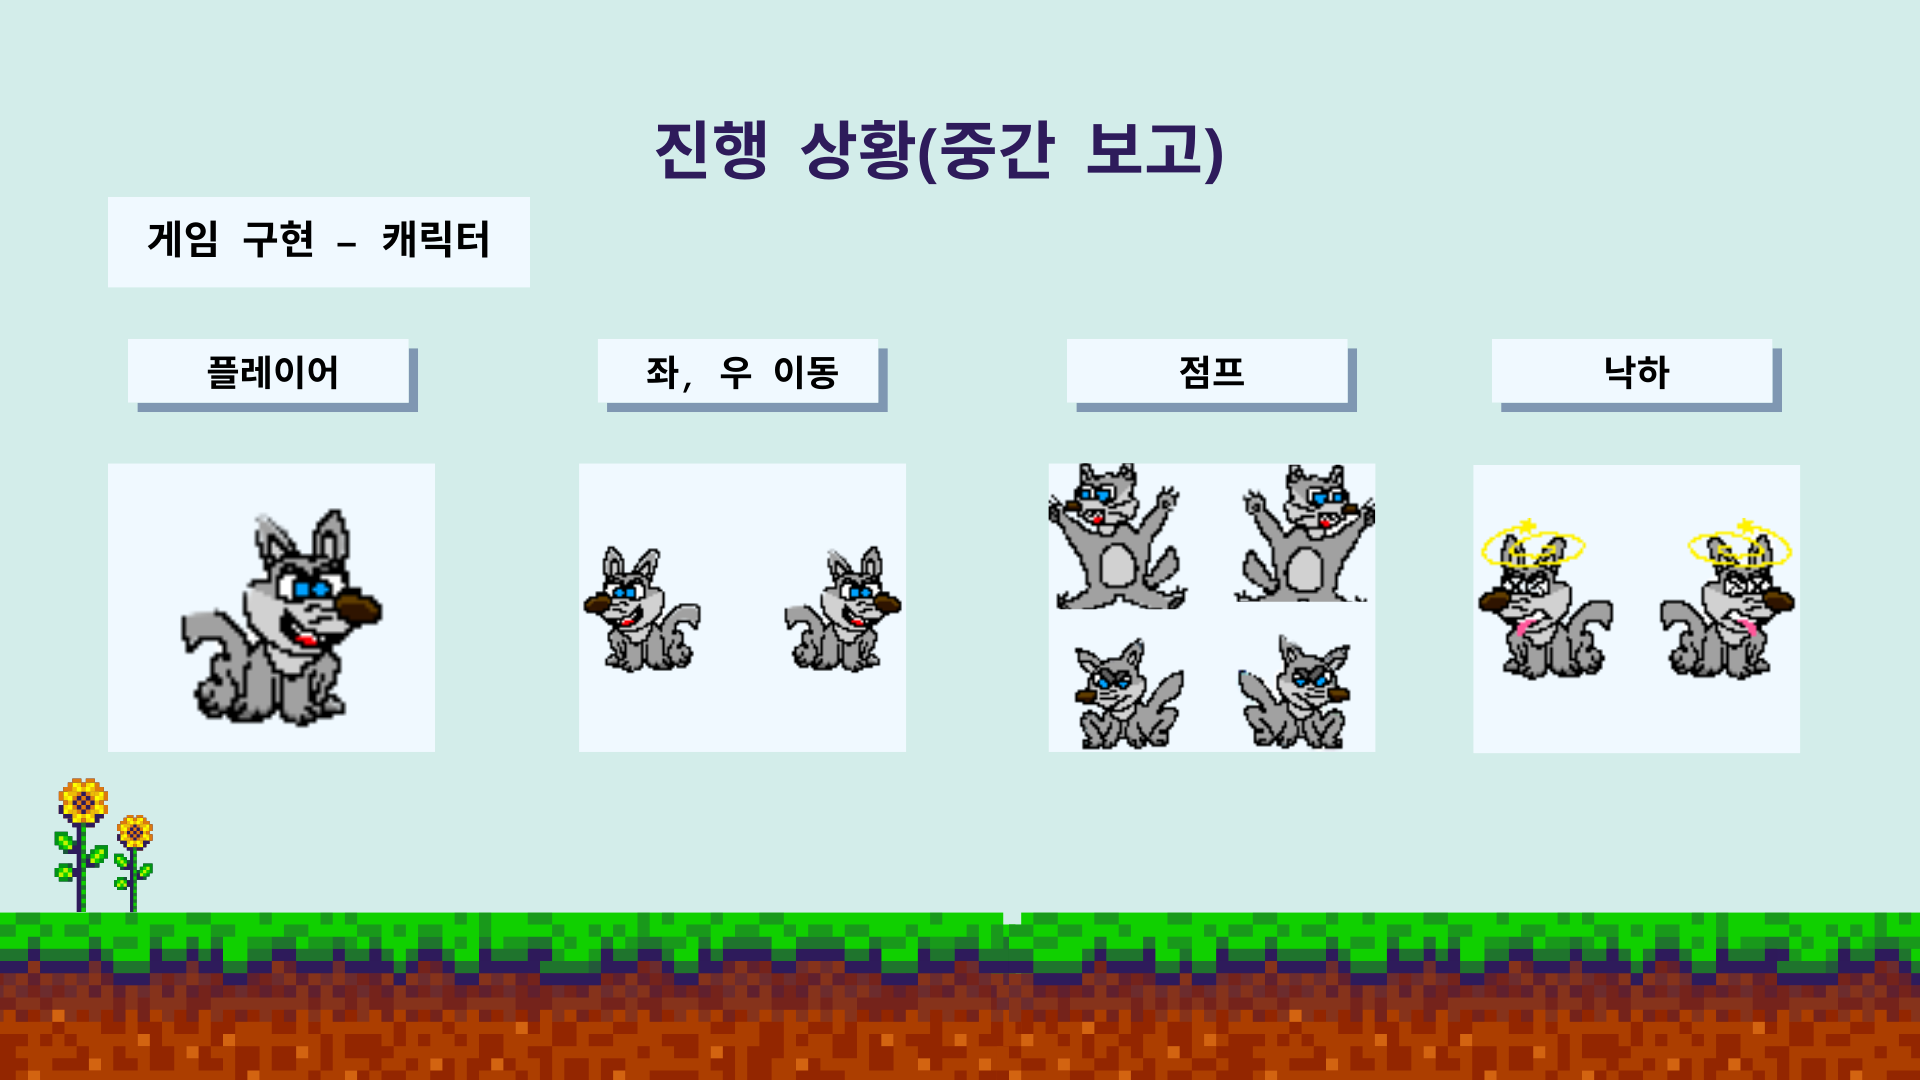 진행 상황(중간 보고)
게임 구현 – 캐릭터
플레이어
좌, 우 이동
점프
낙하